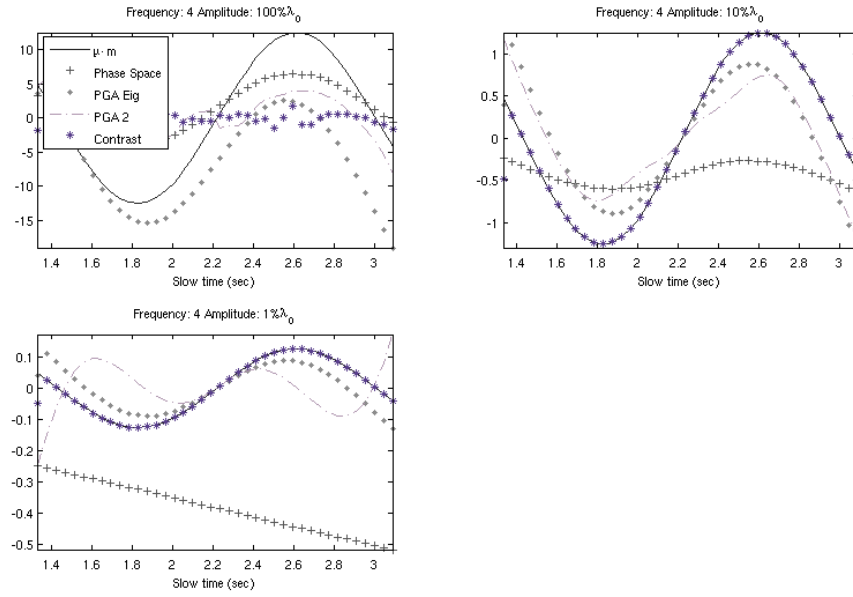 Frequency: 4 Amplitude: 100%λ₀
10
5
0
-5
-10
-15
μ· m
Phase Space
PGA Eig
PGA 2
Contrast
1.4 1.6 1.8 2 2.2 2.4 2.6 2.8 3
Slow time (sec)
Frequency: 4 Amplitude: 10%λ₀
1
0.5
0
-0.5
-1
1.4 1.6 1.8 2 2.2 2.4 2.6 2.8 3
Slow time (sec)
Frequency: 4 Amplitude: 1%λ₀
0.1
0
-0.1
-0.2
-0.3
-0.4
-0.5
1.4 1.6 1.8 2 2.2 2.4 2.6 2.8 3
Slow time (sec)